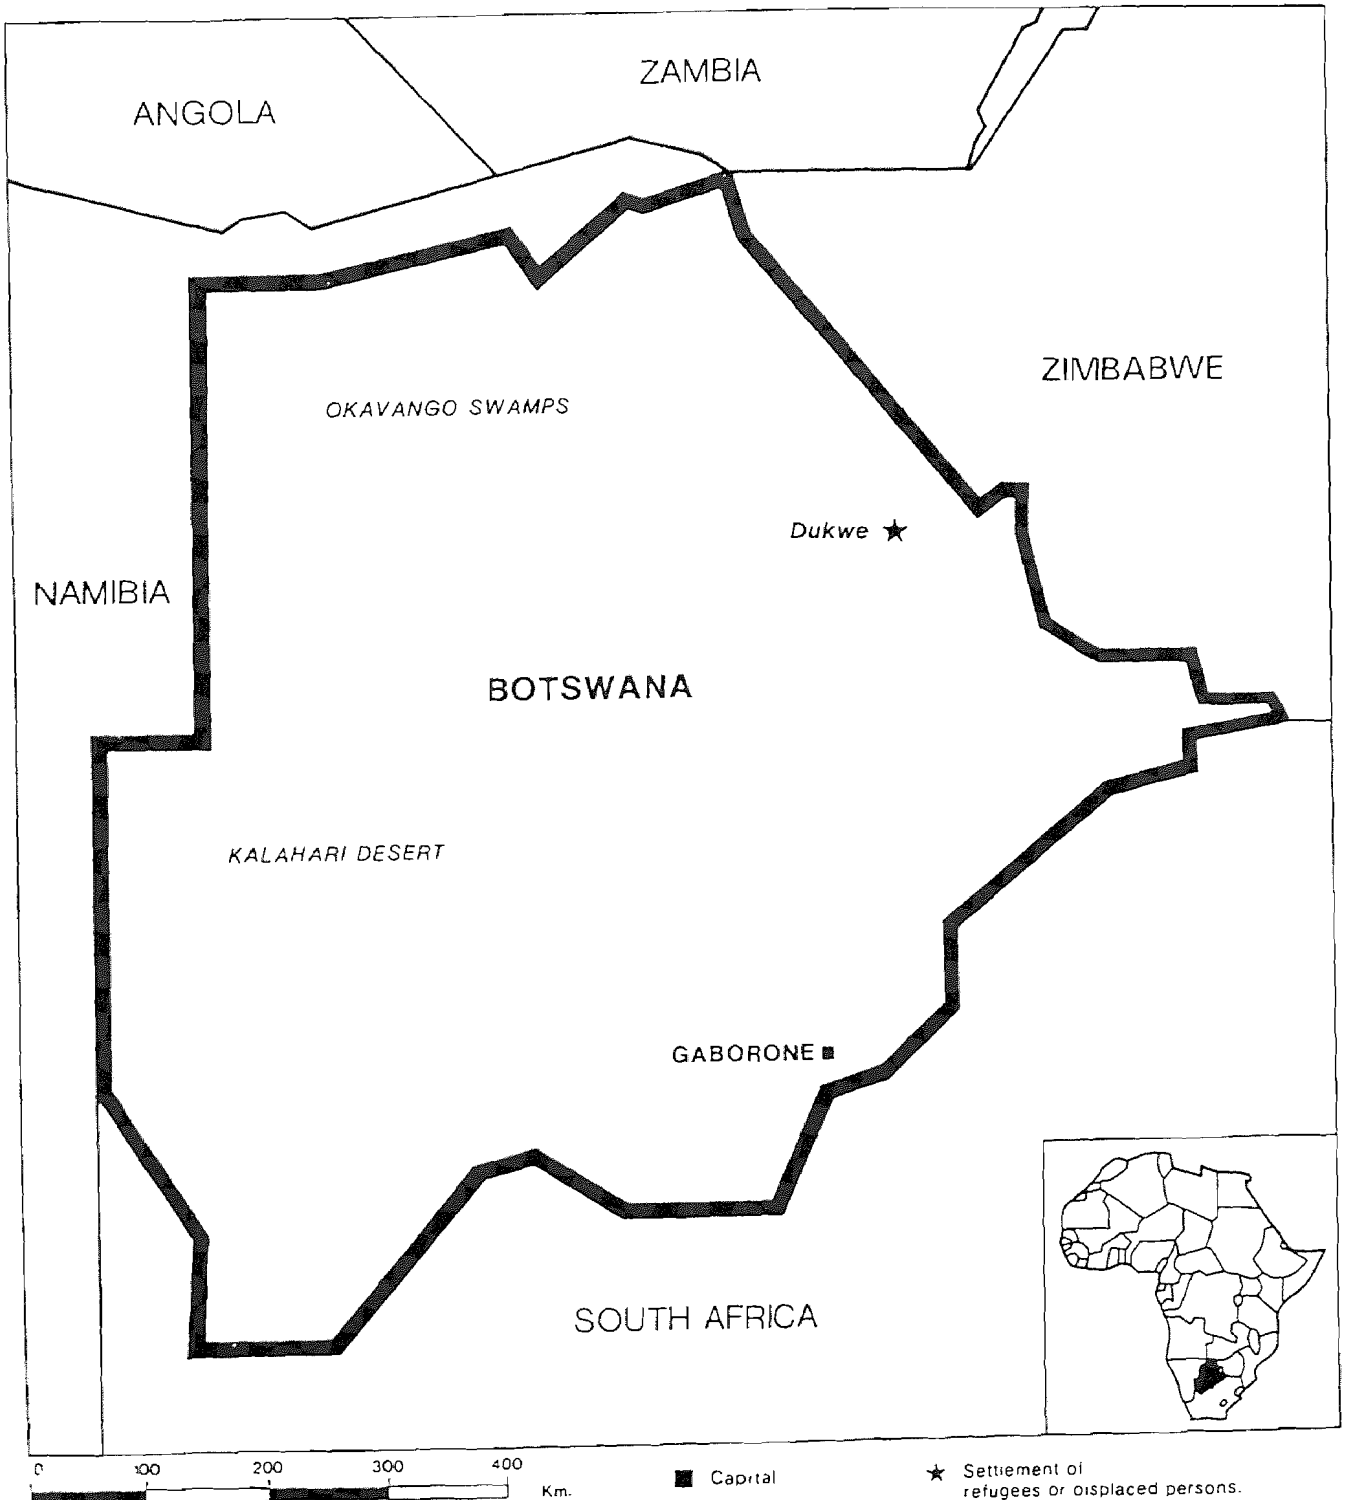 ZAMBIA
ANGOLA
ZIMBABWE
OKAVANGO SWAMPS
Dukwe
NAMIBIA
BOTSWANA
KALAHARI DESERT
GABORONE
SOUTH AFRICA
0 100 200 300 400
Km.
Capital
Settlement of
refugees or displaced persons.